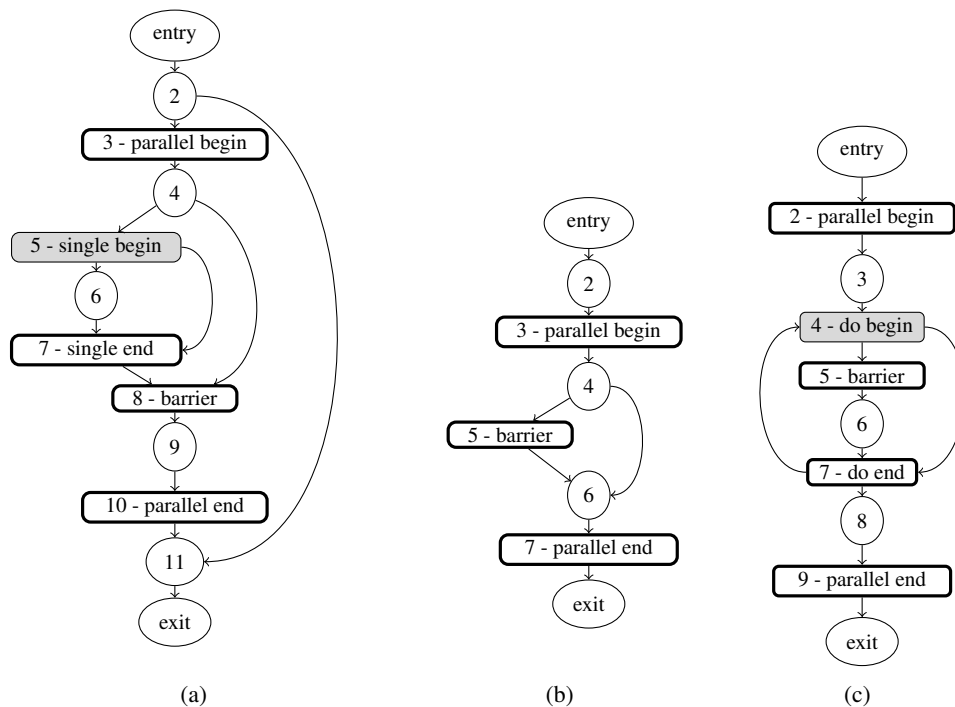 entry
2
3 - parallel begin
4
5 - single begin
6
7 - single end
8 - barrier
9
10 - parallel end
11
exit
(a)
entry
2
3 - parallel begin
4
5 - barrier
6
7 - parallel end
exit
(b)
entry
2 - parallel begin
3
4 - do begin
5 - barrier
6
7 - do end
8
9 - parallel end
exit
(c)